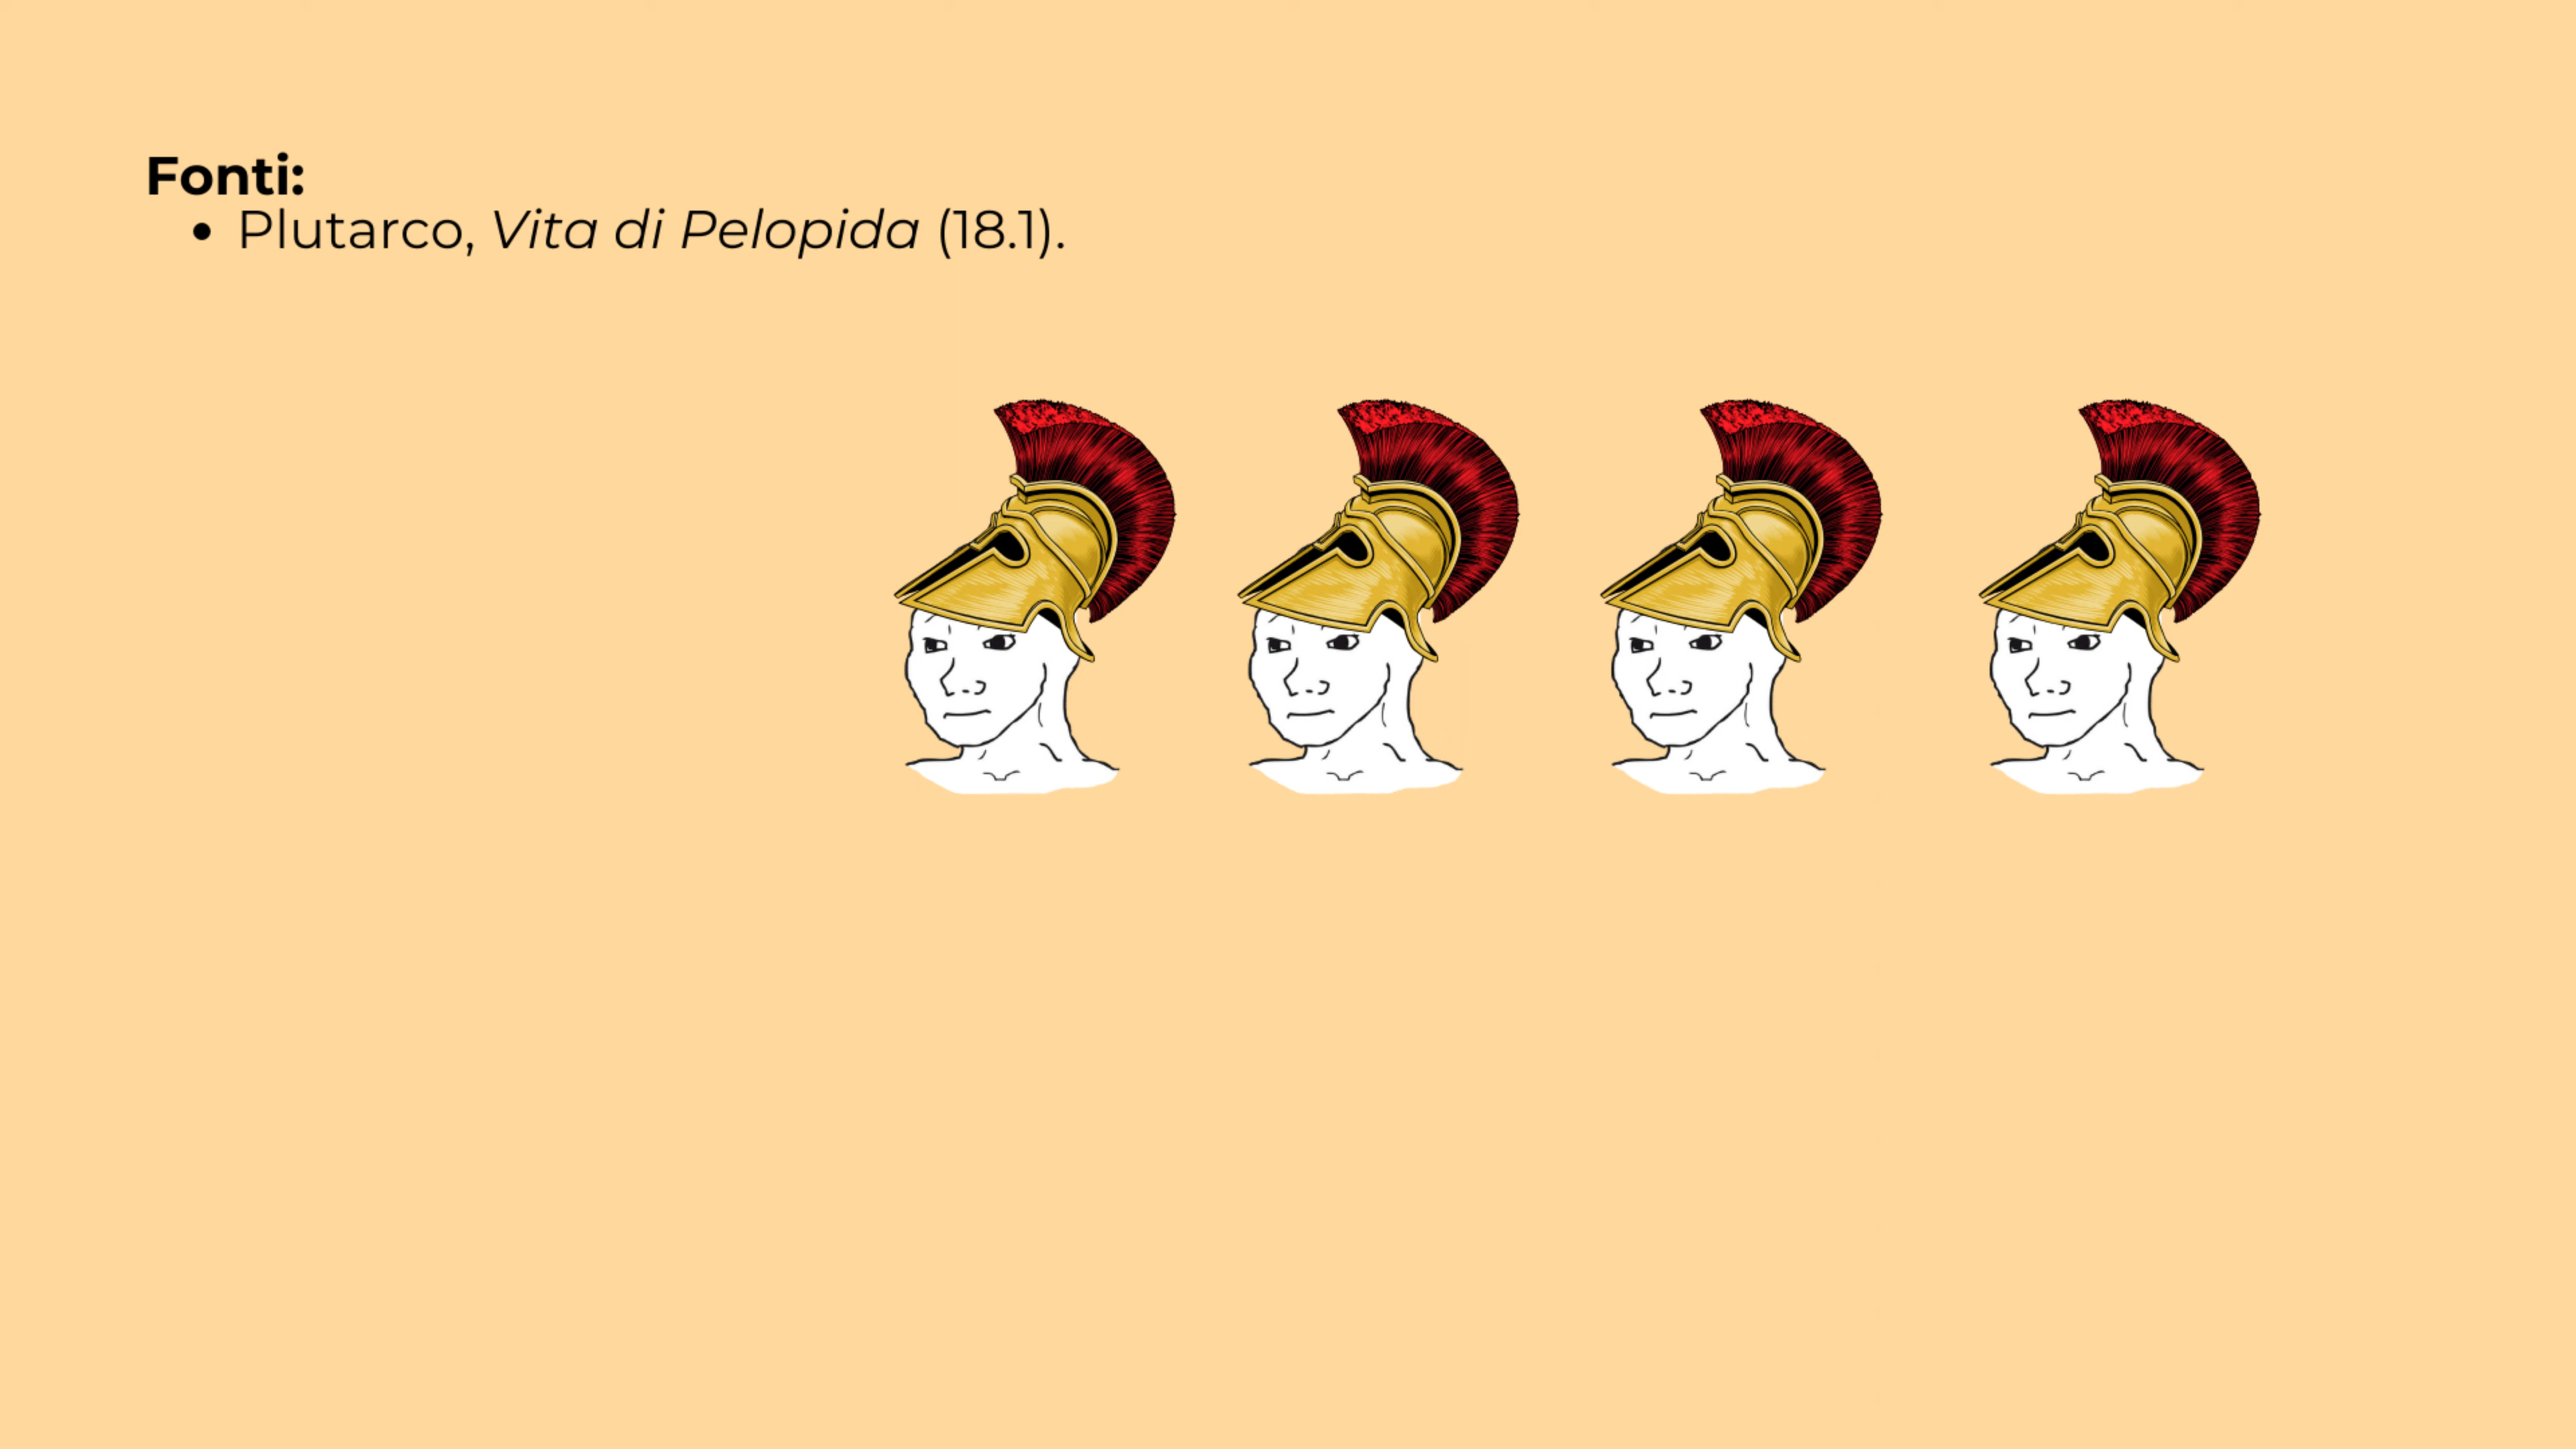 Fonti:
• Plutarco, Vita di Pelopida (18.1).